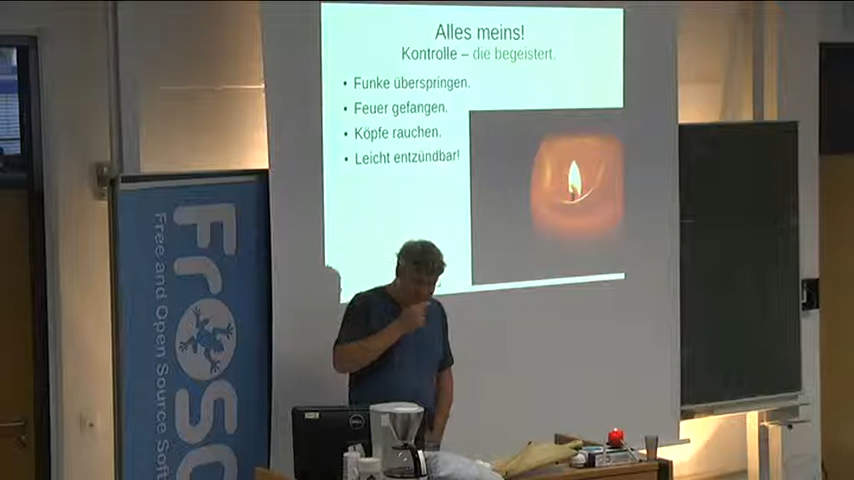 Alles meins!
Kontrolle – die begeistert.
• Funke überspringen.
• Feuer gefangen.
• Köpfe rauchen.
• Leicht entzündbar!
FrOSC
Free and Open Source Soft
DELL